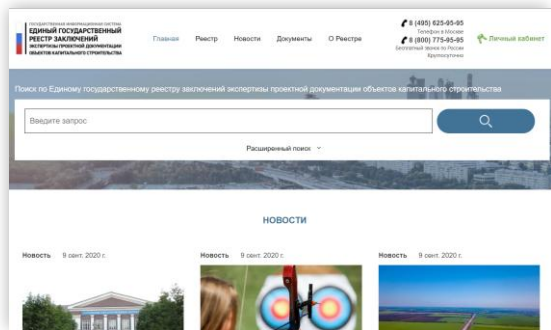 ГОСУДАРСТВЕННАЯ ИНФОРМАЦИОННАЯ СИСТЕМА
ЕДИНЫЙ ГОСУДАРСТВЕННЫЙ
РЕЕСТР ЗАКЛЮЧЕНИЙ
ЭКСПЕРТИЗЫ ПРОЕКТНОЙ ДОКУМЕНТАЦИИ
ОБЪЕКТОВ КАПИТАЛЬНОГО СТРОИТЕЛЬСТВА
Главная Реестр Новости Документы О Реестре
8 (495) 625-95-95
Телефон в Москве
8 (800) 775-95-95
Бесплатный звонок по России
Круглосуточно
Личный кабинет
Поиск по Единому государственному реестру заключений экспертизы проектной документации объектов капитального строительства
Введите запрос
Расширенный поиск
НОВОСТИ
Новость 9 сент. 2020 г.
Новость 9 сент. 2020 г.
Новость 9 сент. 2020 г.